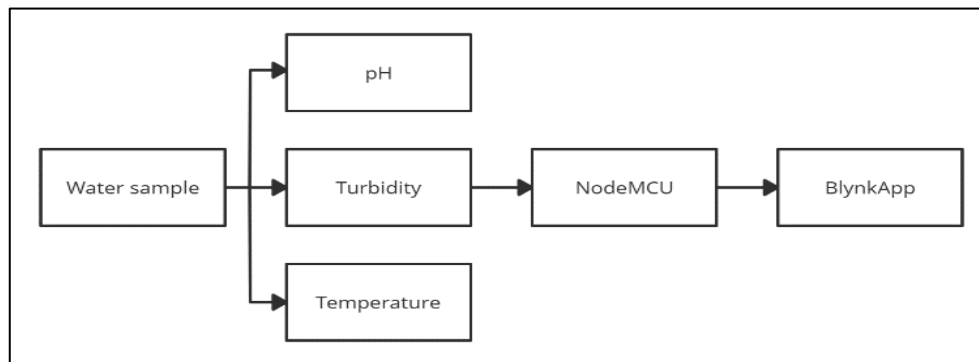 pH
Water sample
Turbidity
NodeMCU
BlynkApp
Temperature